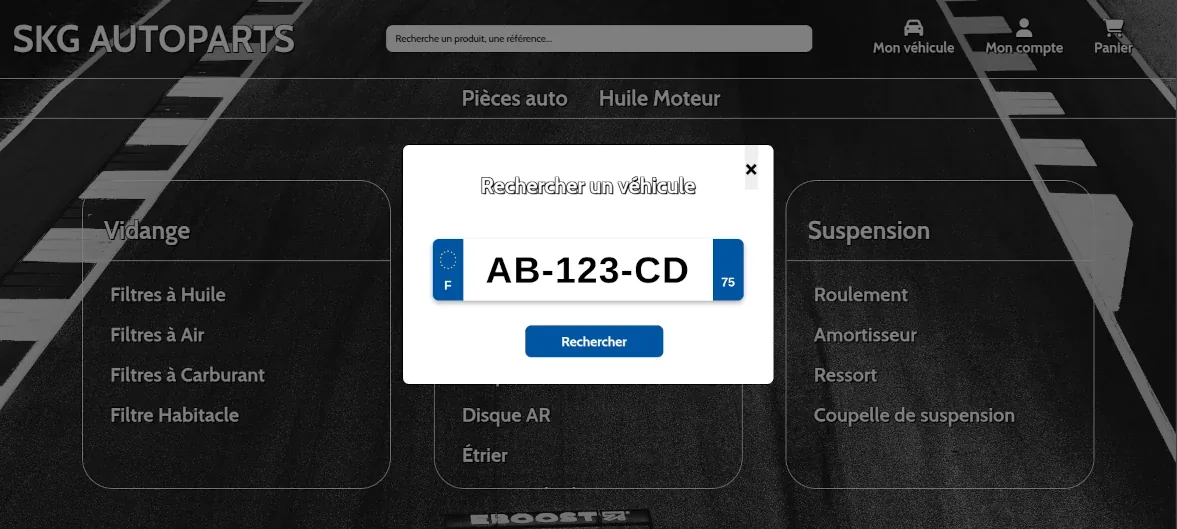 SKG AUTOPARTS
Recherche un produit, une référence...
Mon véhicule
Mon compte
Panier
Pièces auto
Huile Moteur
Rechercher un véhicule
×
F
AB-123-CD
75
Rechercher
Vidange
Filtres à Huile
Filtres à Air
Filtres à Carburant
Filtre Habitacle
Disque AR
Étrier
Suspension
Roulement
Amortisseur
Ressort
Coupelle de suspension